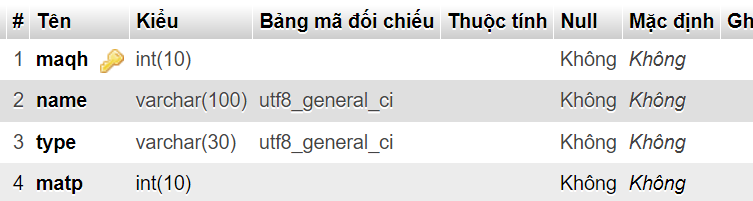 # Tên Kiểu Bảng mã đối chiếu Thuộc tính Null Mặc định Gh
1 maqh int(10) Không Không
2 name varchar(100) utf8_general_ci Không Không
3 type varchar(30) utf8_general_ci Không Không
4 matp int(10) Không Không